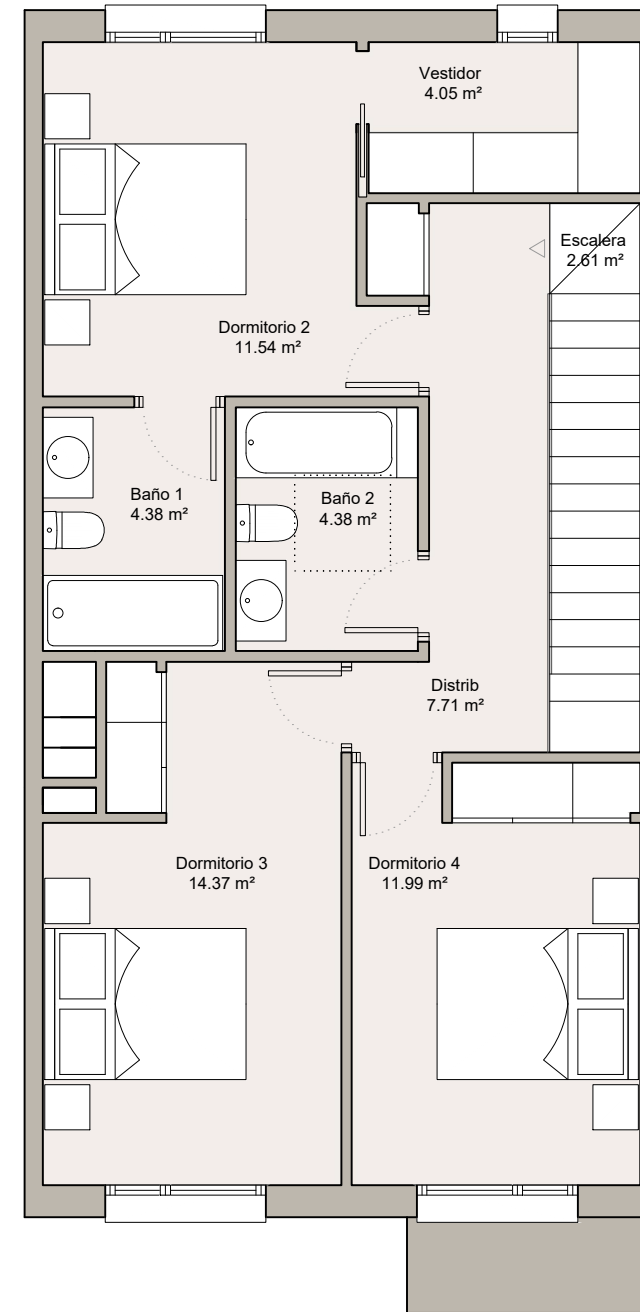 Vestidor
4.05 m²
Escalera
2.61 m²
Dormitorio 2
11.54 m²
Baño 1
4.38 m²
Baño 2
4.38 m²
Distrib
7.71 m²
Dormitorio 3
14.37 m²
Dormitorio 4
11.99 m²